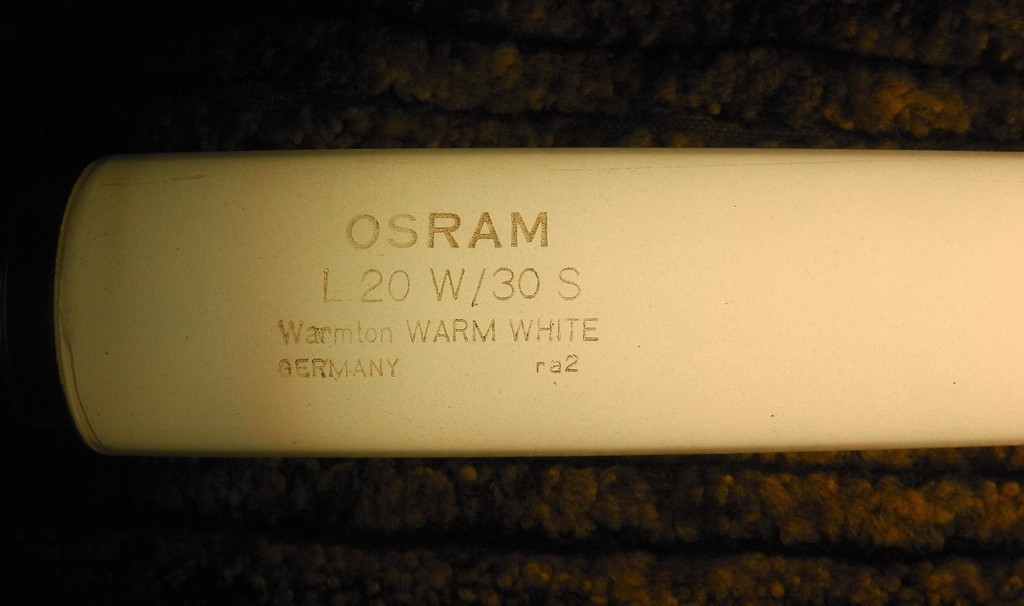 OSRAM
L 20 W/30 S
Warmton WARM WHITE
GERMANY ra2